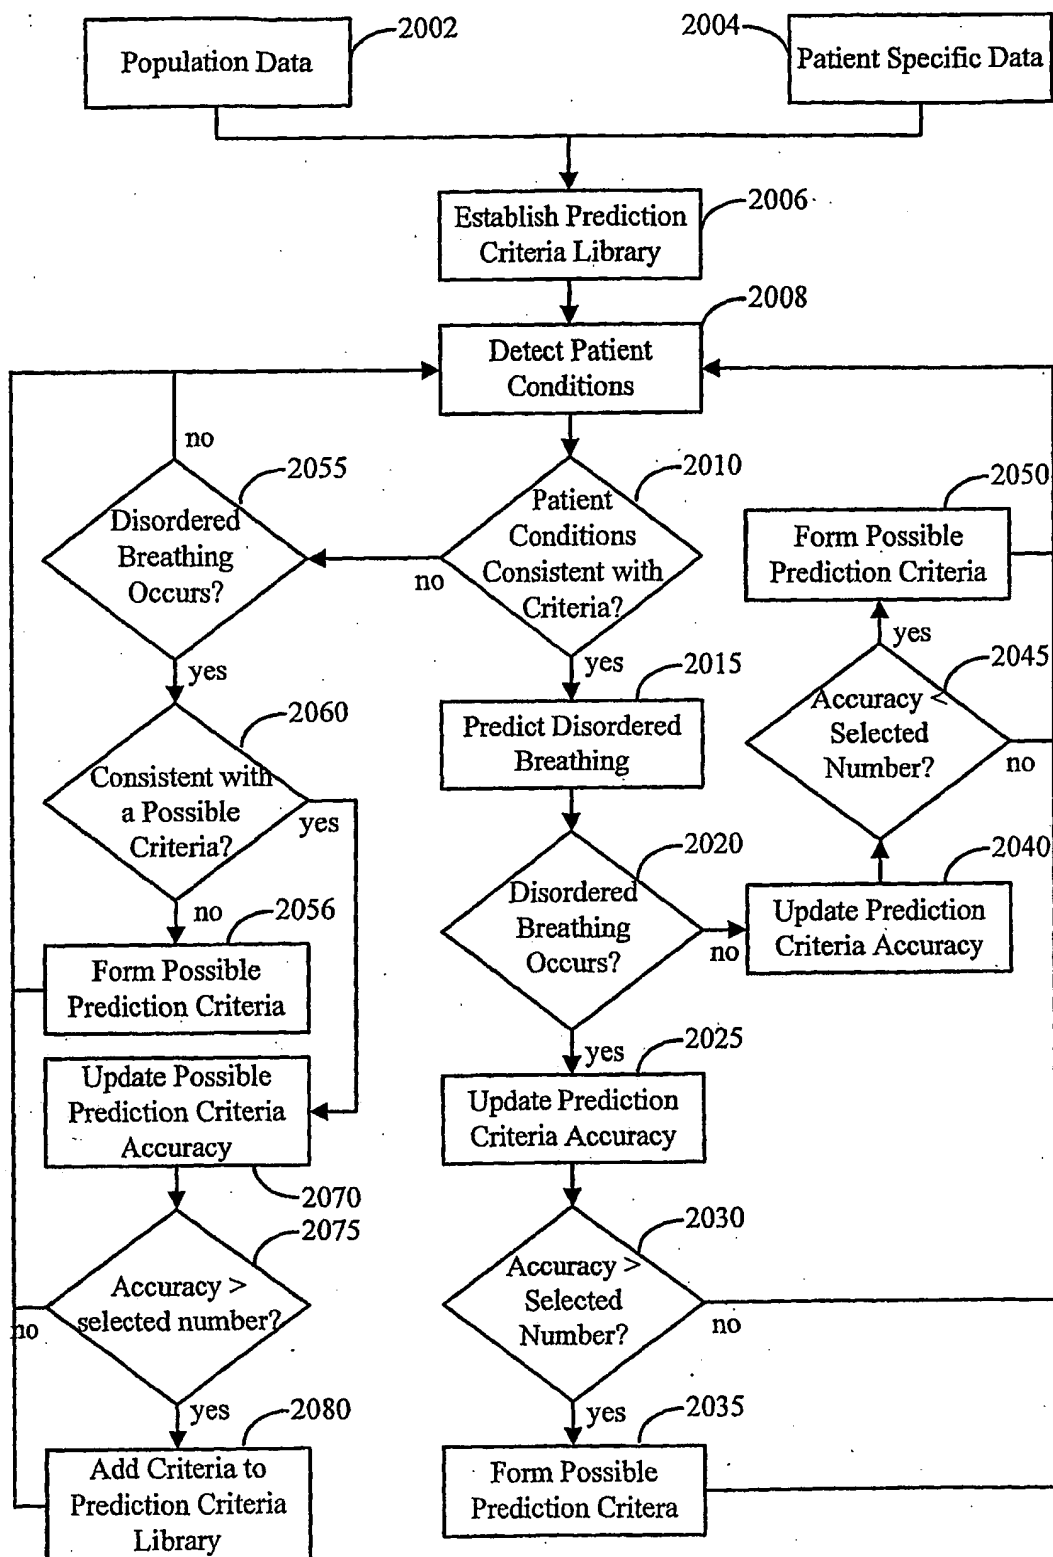 2002
Population Data
2004
Patient Specific Data
2006
Establish Prediction
Criteria Library
2008
Detect Patient
Conditions
no
2055
Disordered
Breathing
Occurs?
2010
Patient
Conditions
Consistent with
Criteria?
no
2050
Form Possible
Prediction Criteria
yes
yes
2015
yes
2045
Accuracy <
Selected
Number?
no
2060
Consistent with
a Possible
Criteria?
yes
Predict Disordered
Breathing
2020
Disordered
Breathing
Occurs?
no
2040
Update Prediction
Criteria Accuracy
no
2056
Form Possible
Prediction Criteria
yes
2025
Update Possible
Prediction Criteria
Accuracy
2070
Update Prediction
Criteria Accuracy
2075
Accuracy >
selected number?
no
2030
Accuracy >
Selected
Number?
no
yes
2080
Add Criteria to
Prediction Criteria
Library
yes
2035
Form Possible
Prediction Critera